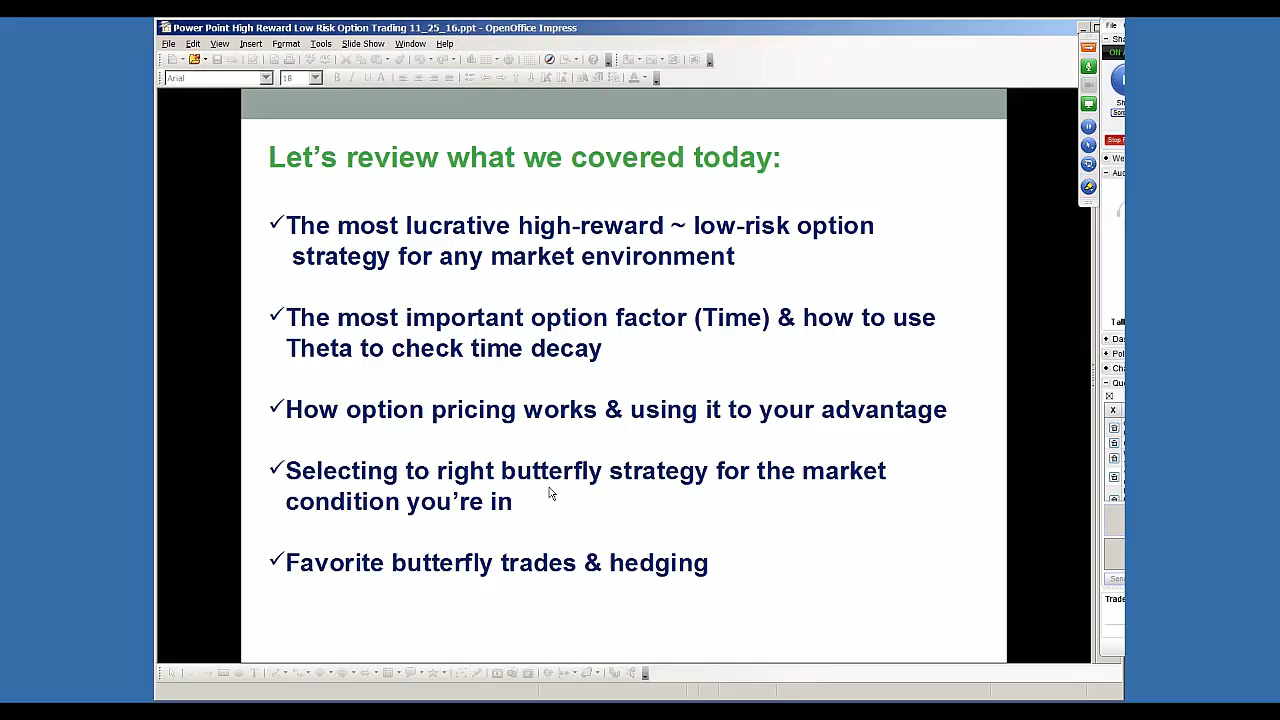 Power Point High Reward Low Risk Option Trading 11_25_16.ppt - OpenOffice Impress
File Edit View Insert Format Tools Slide Show Window Help
File
Arial 18
Let's review what we covered today:
✓The most lucrative high-reward ~ low-risk option
strategy for any market environment
✓The most important option factor (Time) & how to use
Theta to check time decay
✓How option pricing works & using it to your advantage
✓Selecting to right butterfly strategy for the market
condition you're in
✓Favorite butterfly trades & hedging
X